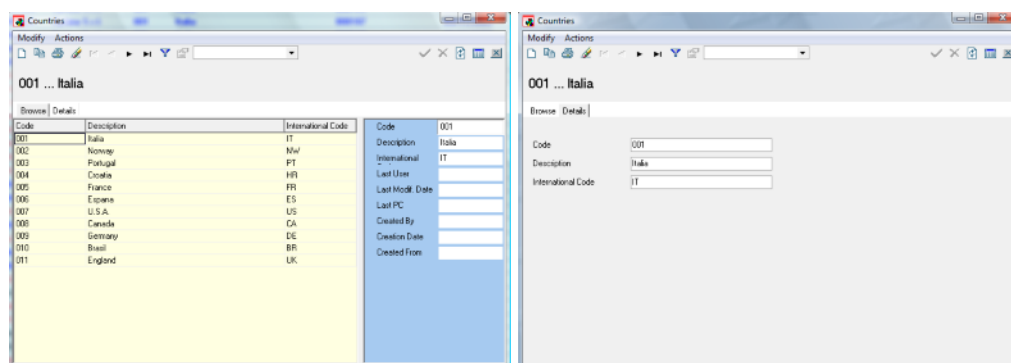 Countries
Modify Actions
001 ... Italia
Browse Details
Code Description International Code
001 Italia IT
002 Norway NW
003 Portugal PT
004 Croatia HR
005 France FR
006 Espana ES
007 U.S.A. US
008 Canada CA
009 Germany DE
010 Brasil BR
011 England UK
Code 001
Description Italia
International IT
Last User
Last Modif. Date
Last PC
Created By
Creation Date
Created From
Countries
Modify Actions
001 ... Italia
Browse Details
Code 001
Description Italia
International Code IT